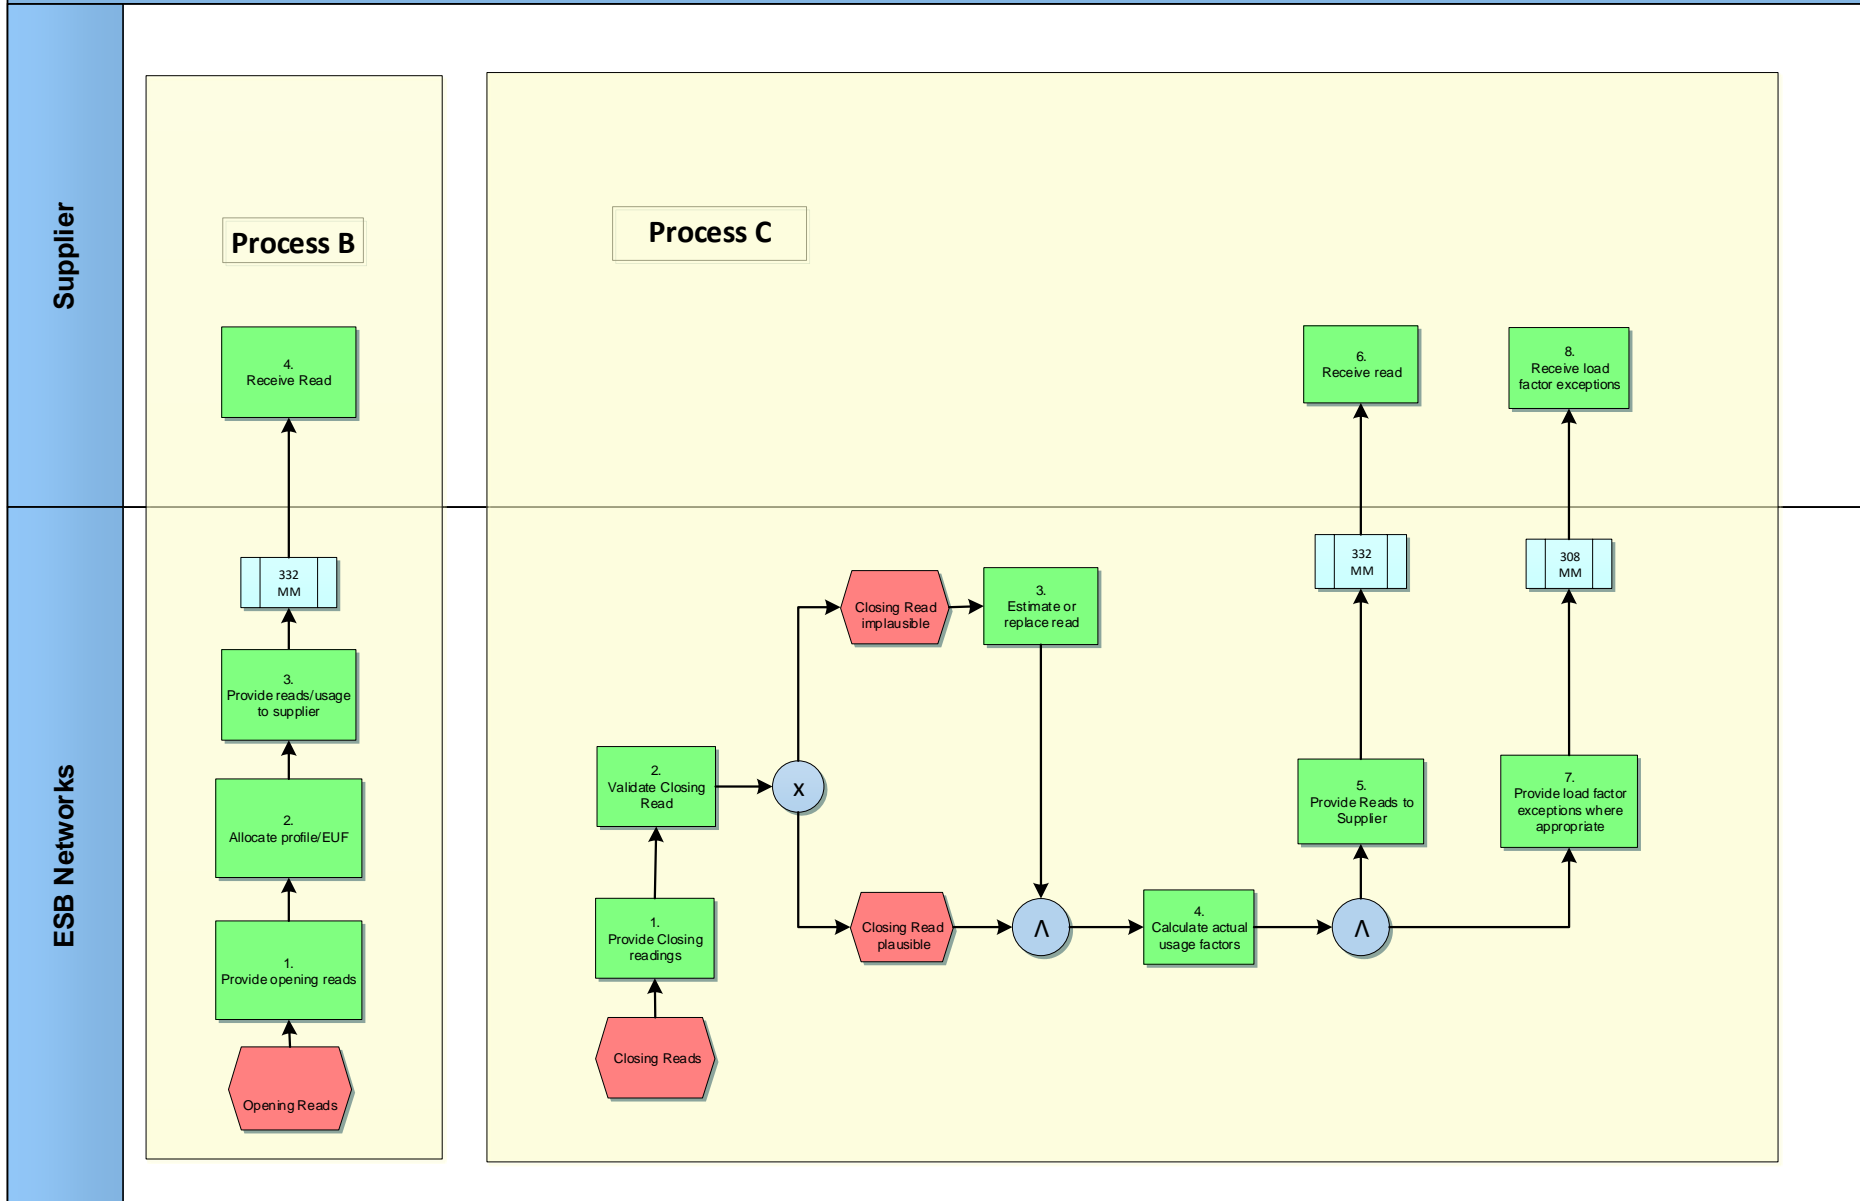 Supplier
ESB Networks
Process B
4.
Receive Read
332
MM
3.
Provide reads/usage
to supplier
2.
Allocate profile/EUF
1.
Provide opening reads
Opening Reads
Process C
6.
Receive read
8.
Receive load
factor exceptions
332
MM
308
MM
Closing Read
implausible
3.
Estimate or
replace read
2.
Validate Closing
Read
X
5.
Provide Reads to
Supplier
7.
Provide load factor
exceptions where
appropriate
1.
Provide Closing
readings
Closing Read
plausible
Λ
4.
Calculate actual
usage factors
Λ
Closing Reads